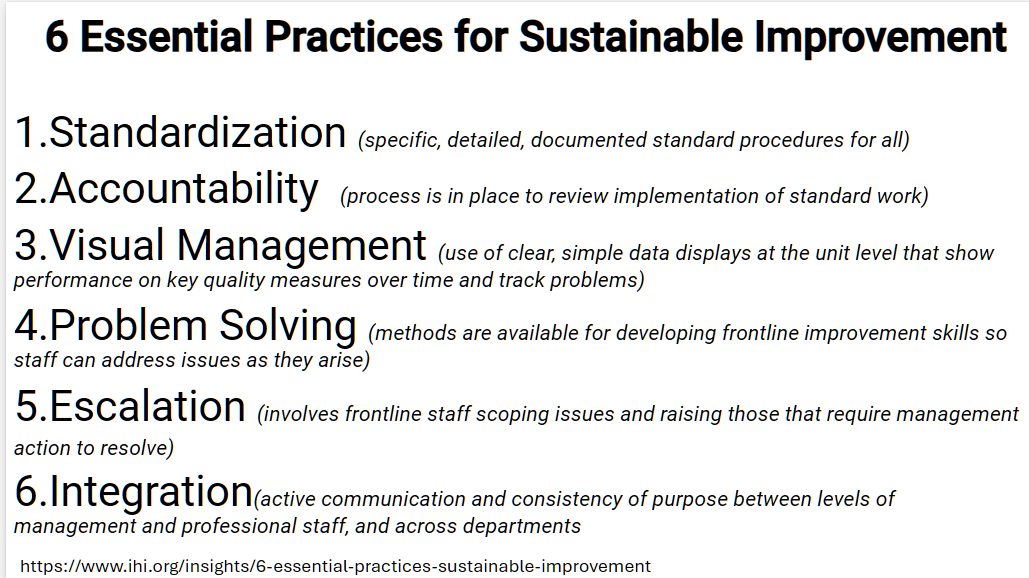 6 Essential Practices for Sustainable Improvement
1.Standardization (specific, detailed, documented standard procedures for all)
2.Accountability (process is in place to review implementation of standard work)
3.Visual Management (use of clear, simple data displays at the unit level that show
performance on key quality measures over time and track problems)
4.Problem Solving (methods are available for developing frontline improvement skills so
staff can address issues as they arise)
5.Escalation (involves frontline staff scoping issues and raising those that require management
action to resolve)
6.Integration(active communication and consistency of purpose between levels of
management and professional staff, and across departments
https://www.ihi.org/insights/6-essential-practices-sustainable-improvement